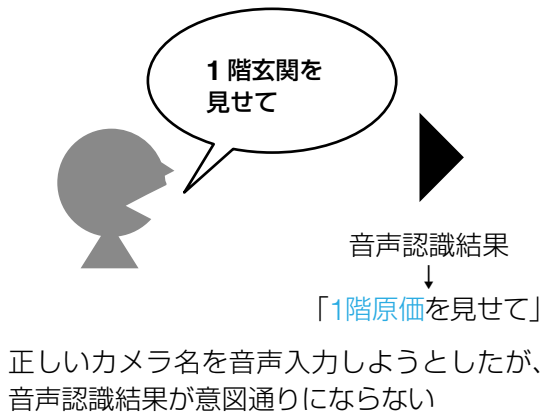 1階玄関を
見せて
音声認識結果
↓
「1階原価を見せて」
正しいカメラ名を音声入力しようとしたが、
音声認識結果が意図通りにならない